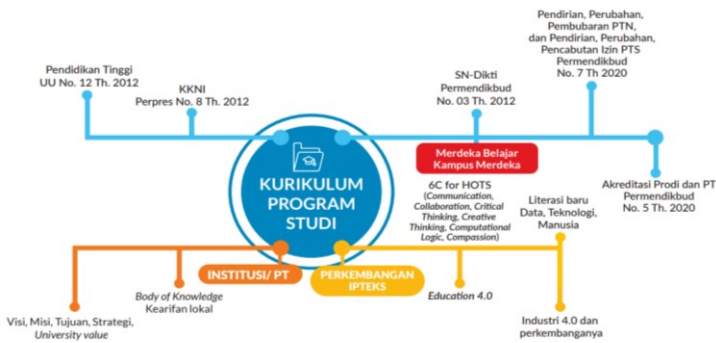 Pendirian, Perubahan,
Pembubaran PTN,
dan Pendirian, Perubahan,
Pencabutan Izin PTS
Permendikbud
No. 7 Th 2020
Pendidikan Tinggi
UU No. 12 Th. 2012
KKNI
Perpres No. 8 Th. 2012
SN-Dikti
Permendikbud
No. 03 Th. 2012
Merdeka Belajar
Kampus Merdeka
KURIKULUM
PROGRAM
STUDI
6C for HOTS
(Communication,
Collaboration, Critical
Thinking, Creative
Thinking, Computational
Logic, Compassion)
Akreditasi Prodi dan PT
Permendikbud
No. 5 Th. 2020
Literasi baru
Data, Teknologi,
Manusia
INSTITUSI/ PT
PERKEMBANGAN
IPTEKS
Body of Knowledge
Kearifan lokal
Education 4.0
Visi, Misi, Tujuan, Strategi,
University value
Industri 4.0 dan
perkembanganya